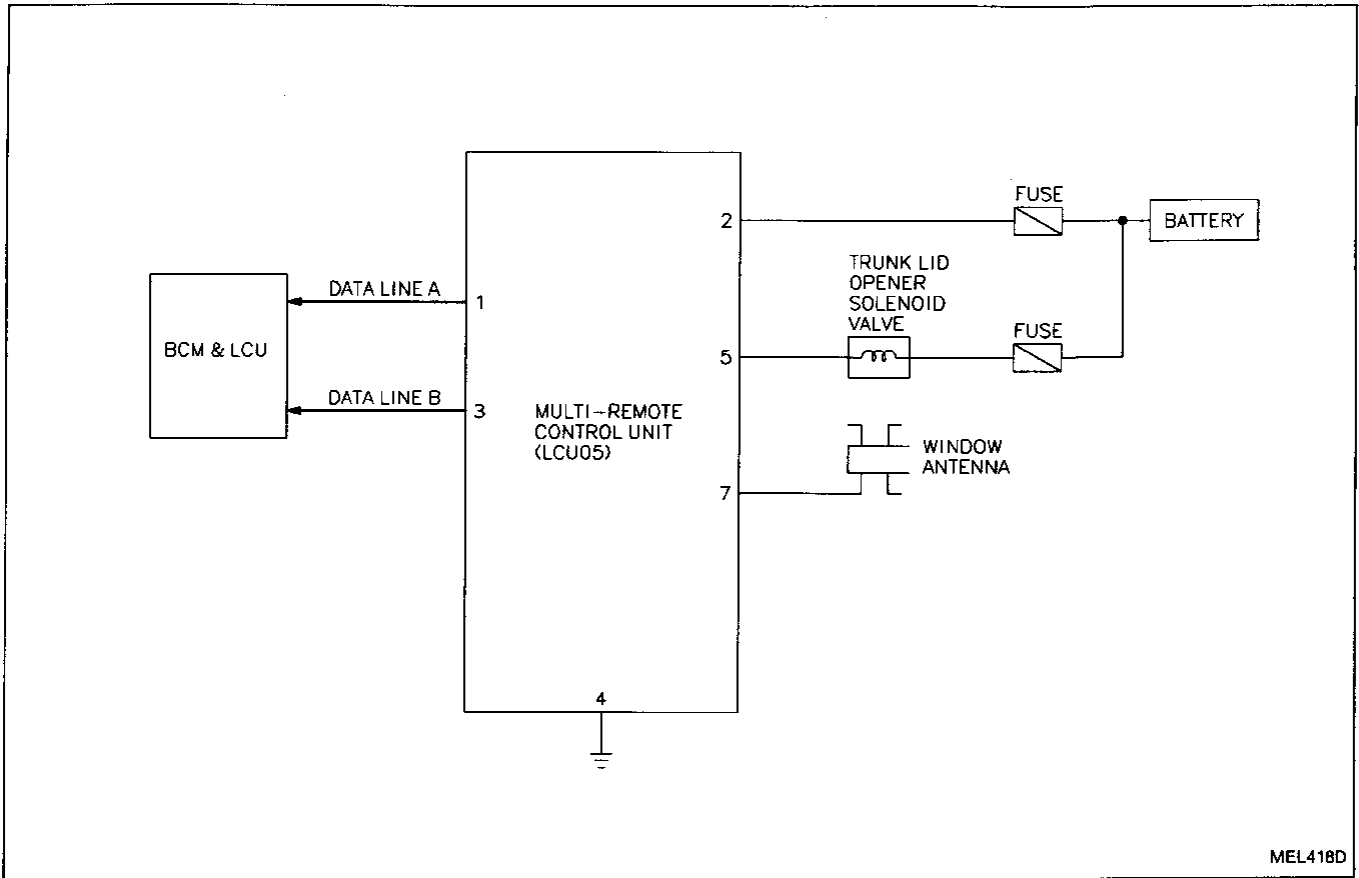 FUSE
2
BATTERY
TRUNK LID
OPENER
SOLENOID
VALVE
FUSE
DATA LINE A
1
BCM & LCU
5
DATA LINE B
3
MULTI-REMOTE
CONTROL UNIT
(LCU05)
WINDOW
ANTENNA
7
4
MEL418D